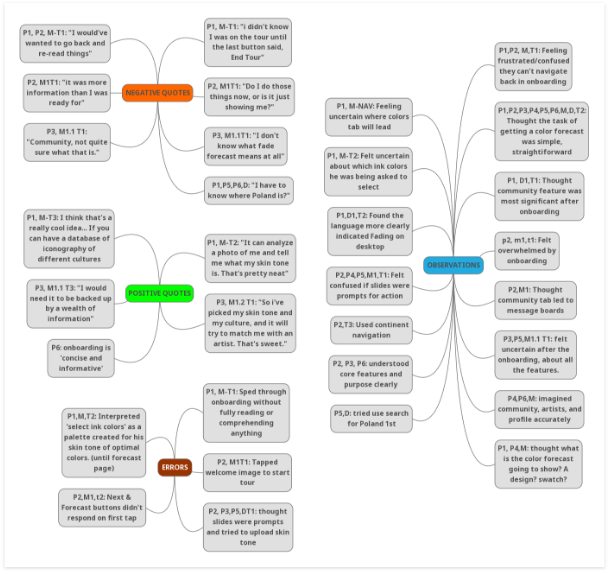 P1, P2, M-T1: "I would've
wanted to go back and
re-read things"
P2, M1T1: "it was more
information than I was
ready for"
P3, M1.1 T1:
"Community, not quite
sure what that is."
NEGATIVE QUOTES
P1, M-T1: "i didn't know
I was on the tour until
the last button said,
End Tour"
P2, M1T1: "Do I do those
things now, or is it just
showing me?"
P3, M1.1T1: "I don't
know what fade
forecast means at all"
P1,P5,P6,D: "I have to
know where Poland is?"
P1, M-T3: I think that's a
really cool idea... If you
can have a database of
iconography of
different cultures
P3, M1.1 T3: "I would
need it to be backed up
by a wealth of
information"
P6: onboarding is
'concise and
informative'
POSITIVE QUOTES
P1, M-T2: "It can analyze
a photo of me and tell
me what my skin tone
is. That's pretty neat"
P3, M1.2 T1: "So i've
picked my skin tone and
my culture, and it will
try to match me with an
artist. That's sweet."
P1,M,T2: Interpreted
'select ink colors' as a
palette created for his
skin tone of optimal
colors. (until forecast
page)
P2,M1,t2: Next &
Forecast buttons didn't
respond on first tap
ERRORS
P1, M-T1: Sped through
onboarding without
fully reading or
comprehending
anything
P2, M1T1: Tapped
welcome image to start
tour
P2, P3,P5,DT1: thought
slides were prompts
and tried to upload skin
tone
P1, M-NAV: Feeling
uncertain where colors
tab will lead
P1, M-T2: Felt uncertain
about which ink colors
he was being asked to
select
P1,D1,T2: Found the
language more clearly
indicated Fading on
desktop
P2,P4,P5,M1,T1: Felt
confused if slides were
prompts for action
P2,T3: Used continent
navigation
P2, P3, P6: understood
core features and
purpose clearly
P5,D: tried use search
for Poland 1st
OBSERVATIONS
P1,P2, M,T1: Feeling
frustrated/confused
they can't navigate
back in onboarding
P1,P2,P3,P4,P5,P6,M,D,T2:
Thought the task of
getting a color forecast
was simple,
straightiforward
P1, D1,T1: Thought
community feature was
most significant after
onboarding
p2, m1,t1: Felt
overwhelmed by
onboarding
P2,M1: Thought
community tab led to
message boards
P3,P5,M1.1 T1: felt
uncertain after the
onboarding, about all
the features.
P4,P6,M: imagined
community, artists, and
profile accurately
P1, P4,M: thought what
is the color forecast
going to show? A
design? swatch?